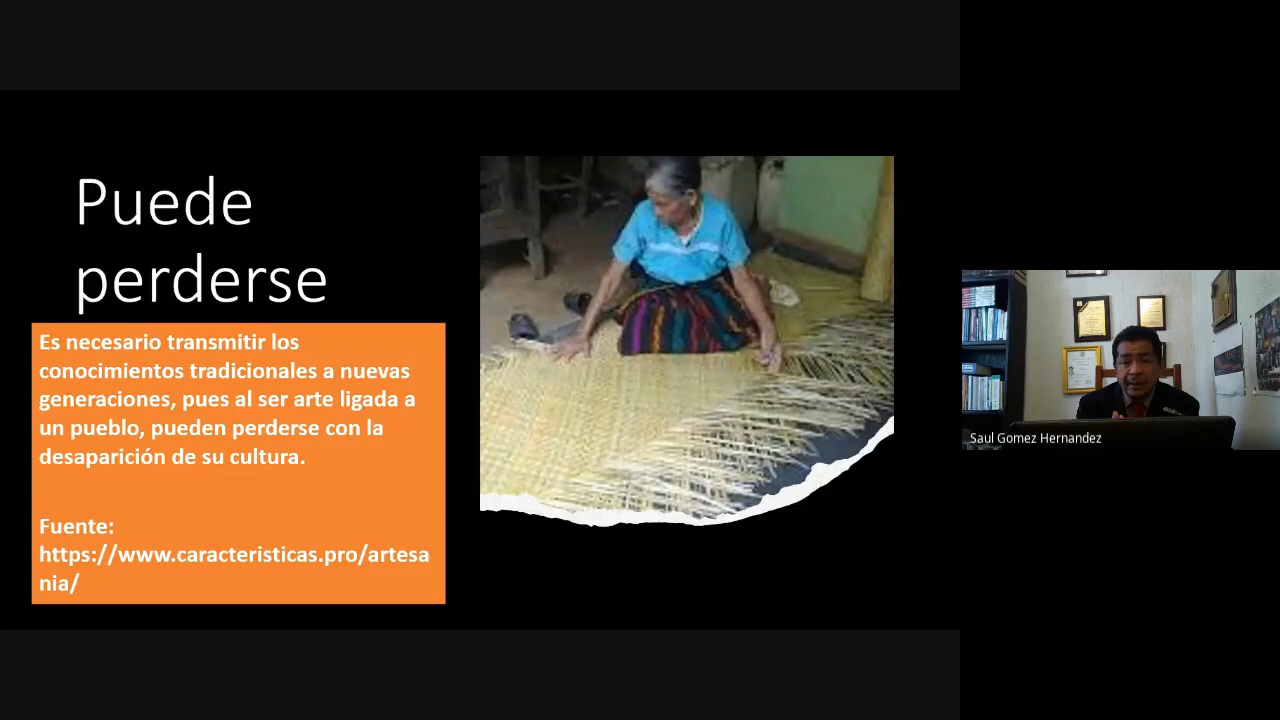 Puede
perderse
Es necesario transmitir los
conocimientos tradicionales a nuevas
generaciones, pues al ser arte ligada a
un pueblo, pueden perderse con la
desaparición de su cultura.
Fuente:
https://www.caracteristicas.pro/artesa
nia/
Saul Gomez Hernandez